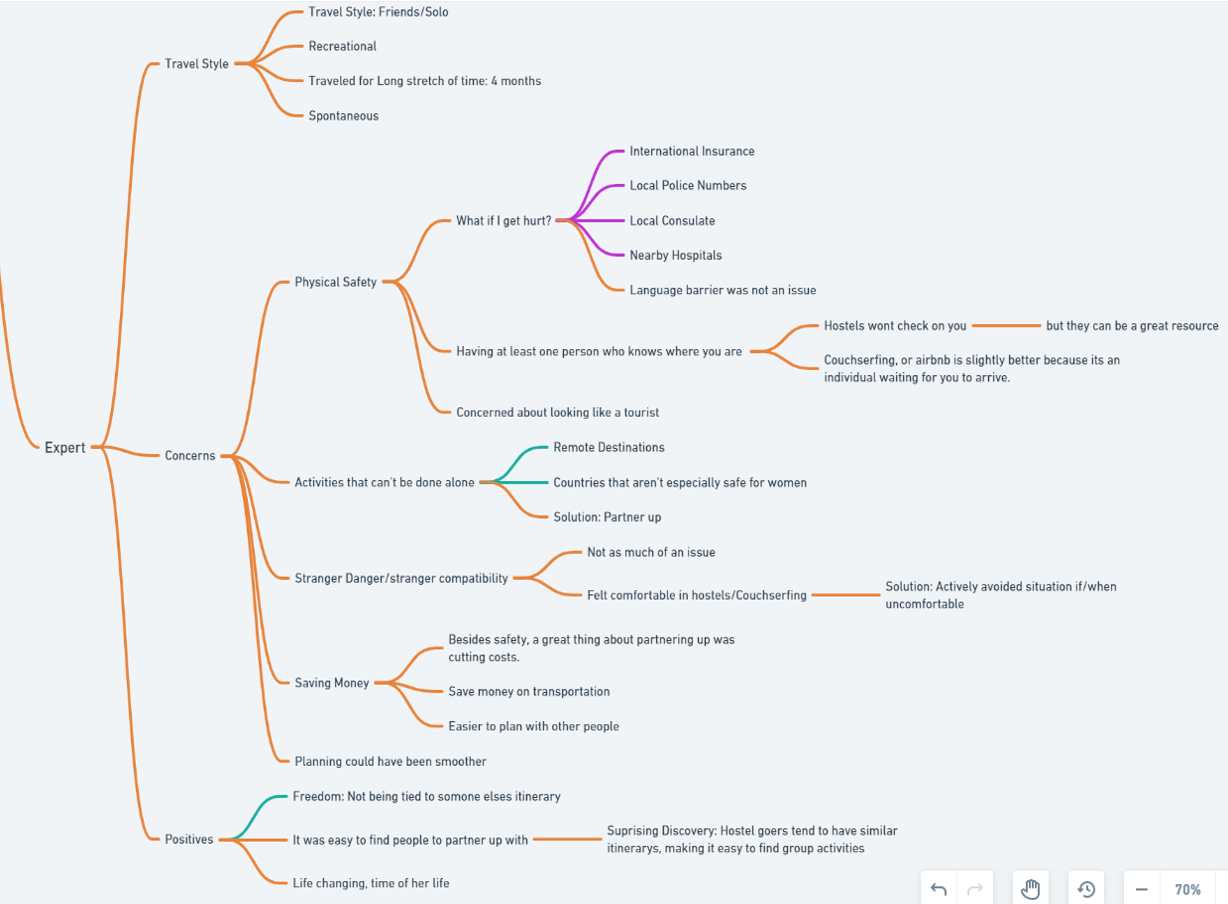 Travel Style: Friends/Solo
Recreational
Travel Style
Traveled for Long stretch of time: 4 months
Spontaneous
International Insurance
Local Police Numbers
What if I get hurt?
Local Consulate
Nearby Hospitals
Physical Safety
Language barrier was not an issue
Hostels wont check on you
but they can be a great resource
Having at least one person who knows where you are
Couchserfing, or airbnb is slightly better because its an
individual waiting for you to arrive.
Concerned about looking like a tourist
Expert
Concerns
Remote Destinations
Activities that can't be done alone
Countries that aren't especially safe for women
Solution: Partner up
Not as much of an issue
Stranger Danger/stranger compatibility
Felt comfortable in hostels/Couchserfing
Solution: Actively avoided situation if/when
uncomfortable
Besides safety, a great thing about partnering up was
cutting costs.
Saving Money
Save money on transportation
Easier to plan with other people
Planning could have been smoother
Freedom: Not being tied to somone elses itinerary
Positives
It was easy to find people to partner up with
Suprising Discovery: Hostel goers tend to have similar
itinerarys, making it easy to find group activities
Life changing, time of her life
70%